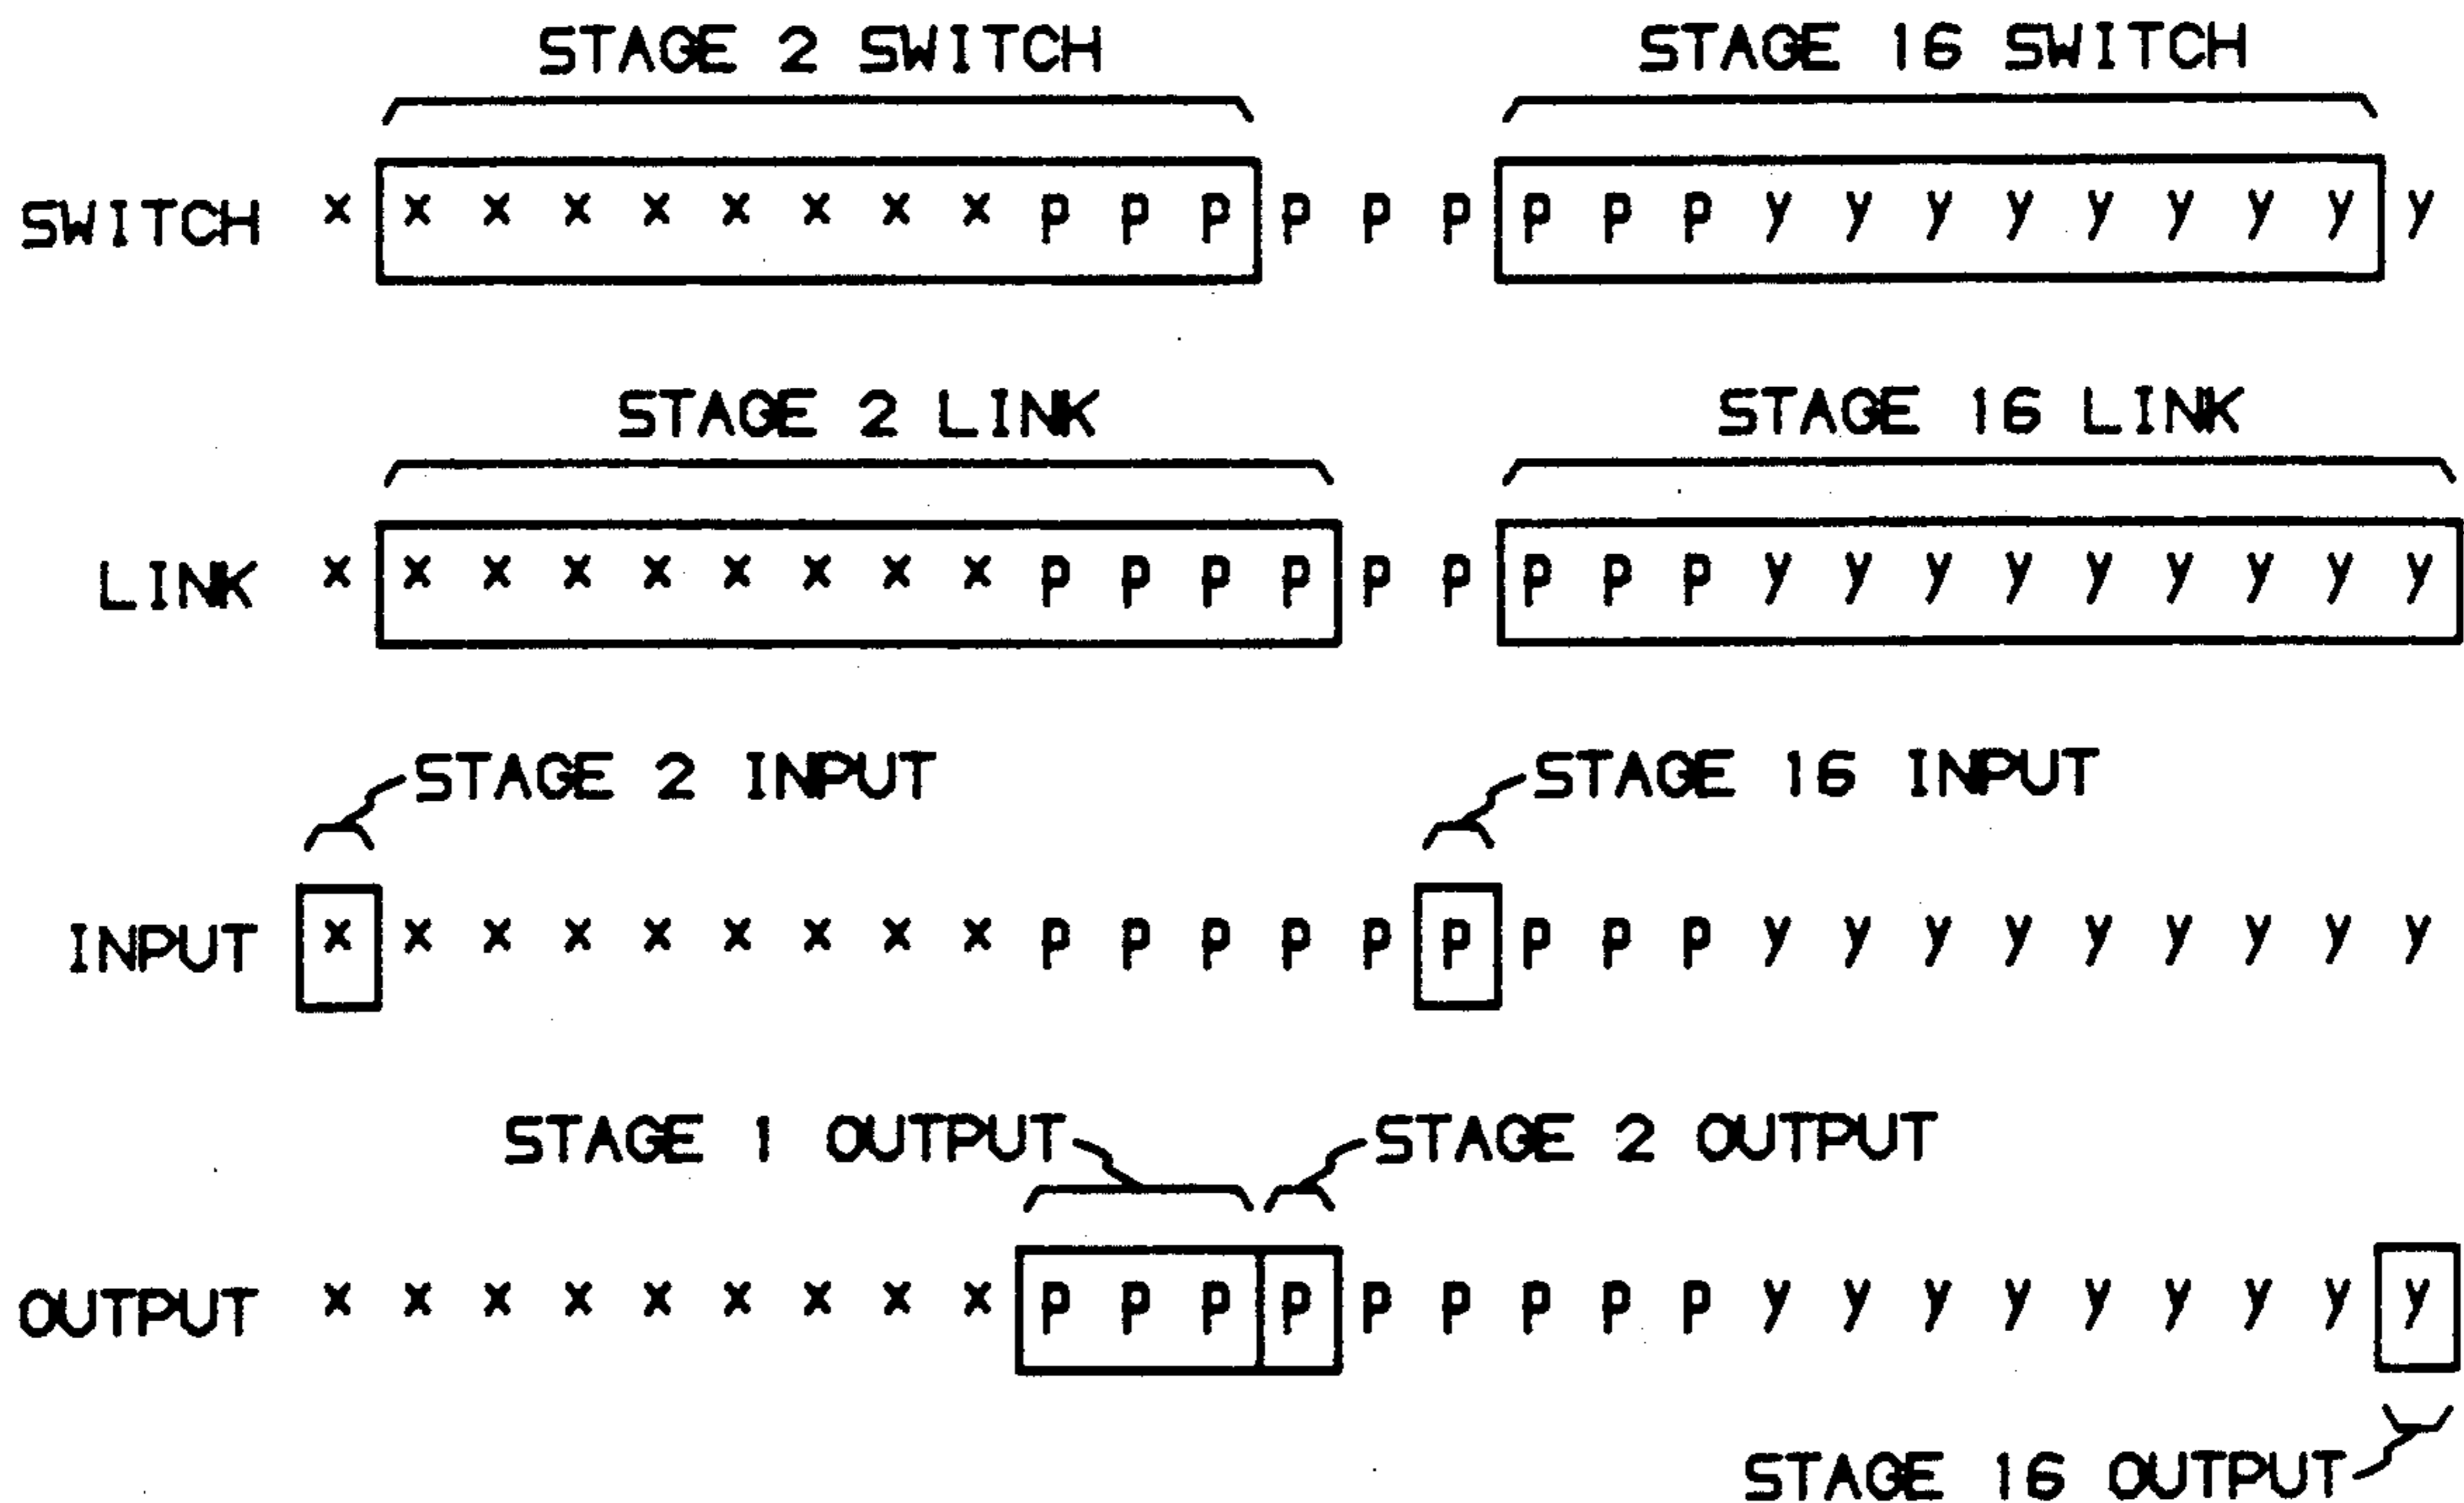 STAGE 2 SWITCH STAGE 16 SWITCH
SWITCH x x x x x x x x x p p p p p p p p p y y y y y y y y y
STAGE 2 LINK STAGE 16 LINK
LINK x x x x x x x x x p p p p p p p p p y y y y y y y y y
STAGE 2 INPUT STAGE 16 INPUT
INPUT x x x x x x x x x p p p p p p p p p y y y y y y y y y
STAGE 1 OUTPUT STAGE 2 OUTPUT
OUTPUT x x x x x x x x x p p p p p p p p p y y y y y y y y y
STAGE 16 OUTPUT